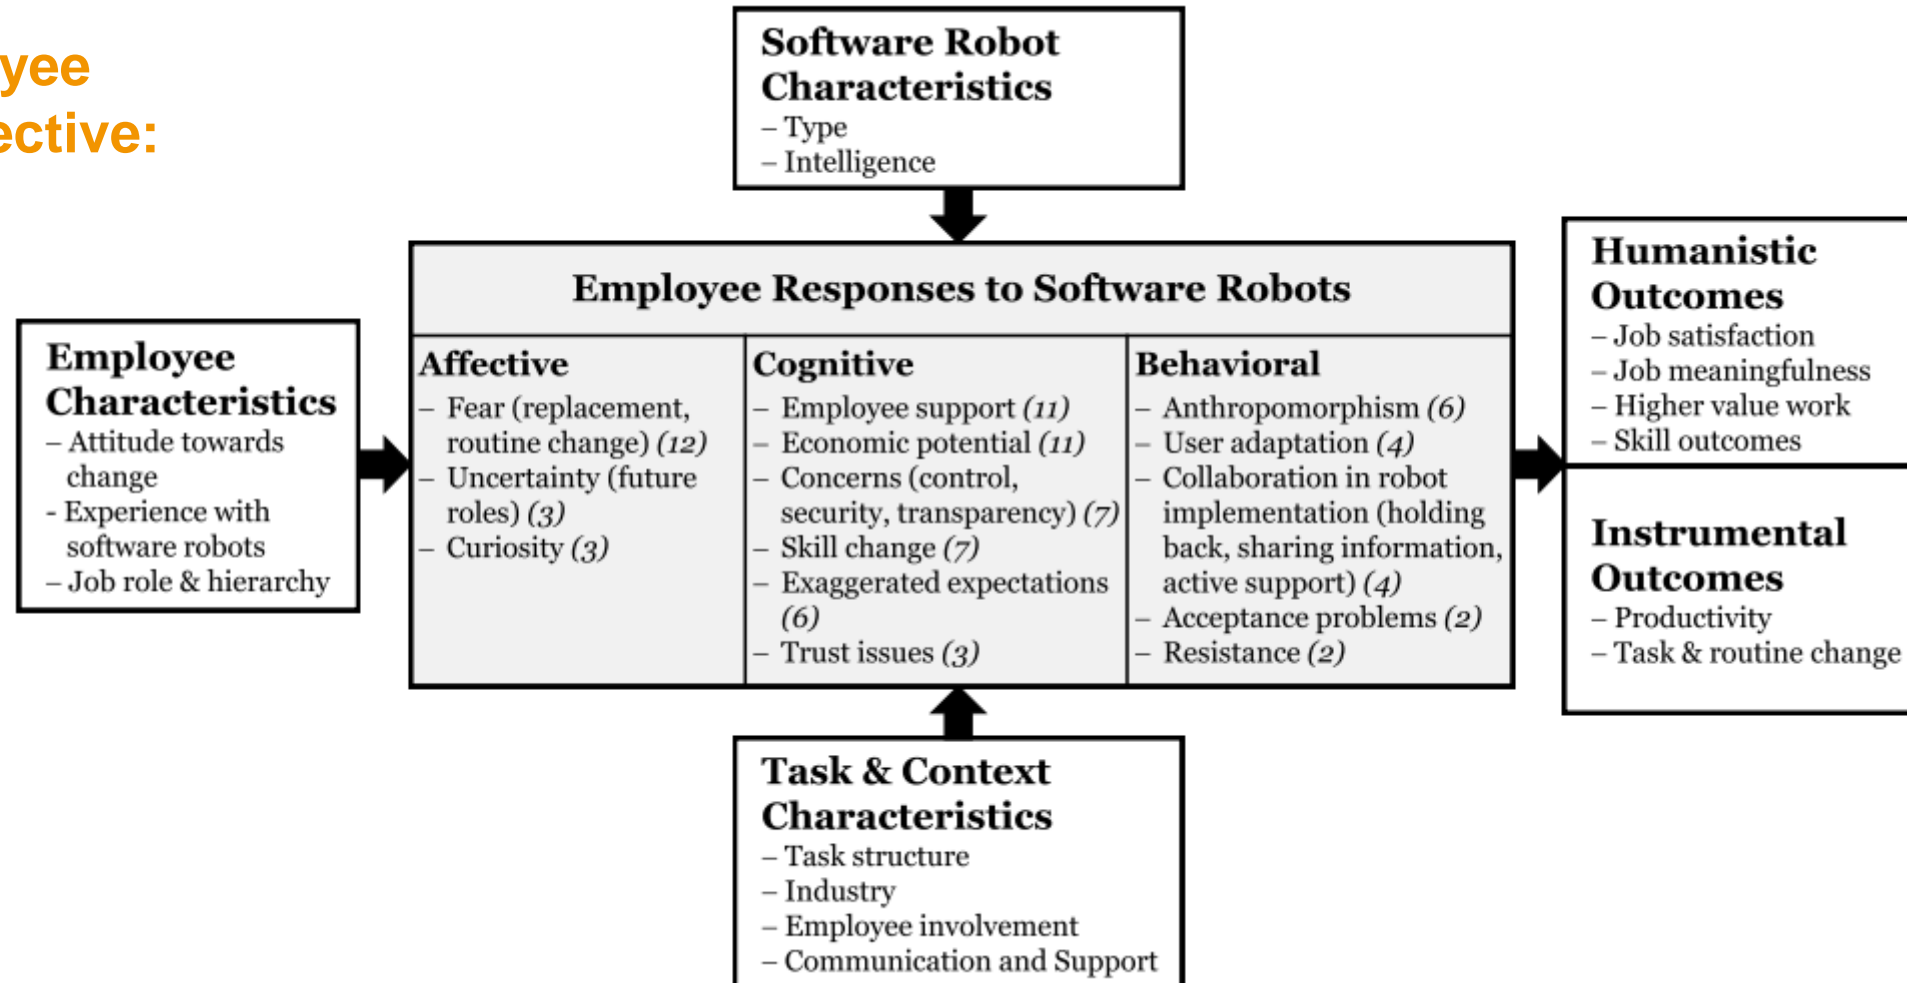 yee
ective:
Software Robot
Characteristics
– Type
– Intelligence
Employee Responses to Software Robots
Employee
Characteristics
– Attitude towards
change
- Experience with
software robots
– Job role & hierarchy
Affective
– Fear (replacement,
routine change) (12)
– Uncertainty (future
roles) (3)
– Curiosity (3)
Cognitive
– Employee support (11)
– Economic potential (11)
– Concerns (control,
security, transparency) (7)
– Skill change (7)
– Exaggerated expectations
(6)
– Trust issues (3)
Behavioral
– Anthropomorphism (6)
– User adaptation (4)
– Collaboration in robot
implementation (holding
back, sharing information,
active support) (4)
– Acceptance problems (2)
– Resistance (2)
Humanistic
Outcomes
– Job satisfaction
– Job meaningfulness
– Higher value work
– Skill outcomes
Instrumental
Outcomes
– Productivity
– Task & routine change
Task & Context
Characteristics
– Task structure
– Industry
– Employee involvement
– Communication and Support